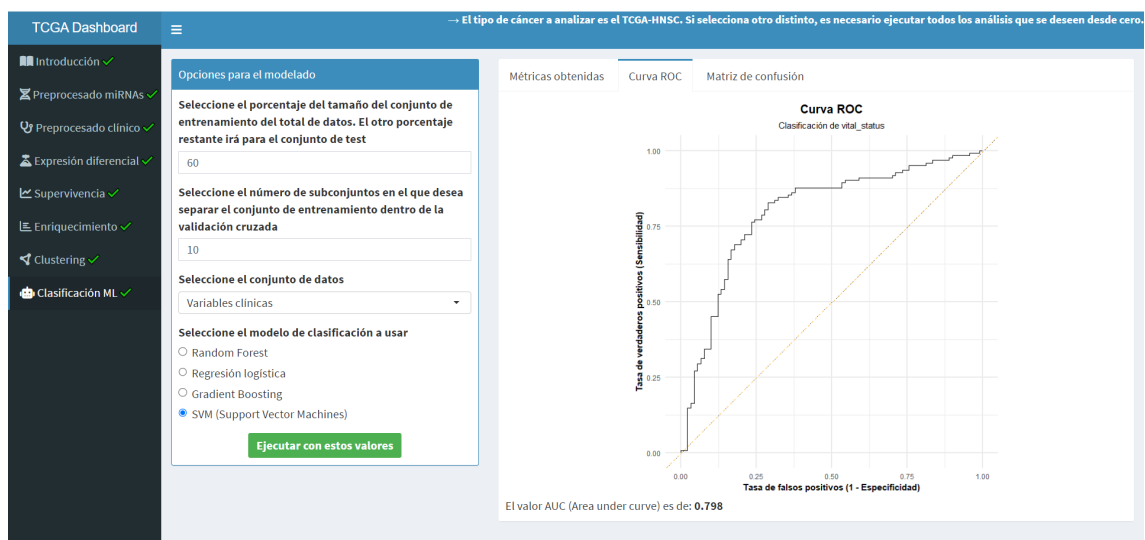 TCGA Dashboard
→ El tipo de cáncer a analizar es el TCGA-HNSC. Si selecciona otro distinto, es necesario ejecutar todos los análisis que se deseen desde cero.
Introducción
Preprocesado miRNAs
Preprocesado clínico
Expresión diferencial
Supervivencia
Enriquecimiento
Clustering
Clasificación ML
Opciones para el modelado
Seleccione el porcentaje del tamaño del conjunto de
entrenamiento del total de datos. El otro porcentaje
restante irá para el conjunto de test
60
Seleccione el número de subconjuntos en el que desea
separar el conjunto de entrenamiento dentro de la
validación cruzada
10
Seleccione el conjunto de datos
Variables clínicas
Seleccione el modelo de clasificación a usar
Random Forest
Regresión logística
Gradient Boosting
SVM (Support Vector Machines)
Ejecutar con estos valores
Métricas obtenidas
Curva ROC
Matriz de confusión
Curva ROC
Clasificación de vital_status
Tasa de verdaderos positivos (Sensibilidad)
1.00
0.75
0.50
0.25
0.00
0.00 0.25 0.50 0.75 1.00
Tasa de falsos positivos (1 - Especificidad)
El valor AUC (Area under curve) es de: 0.798